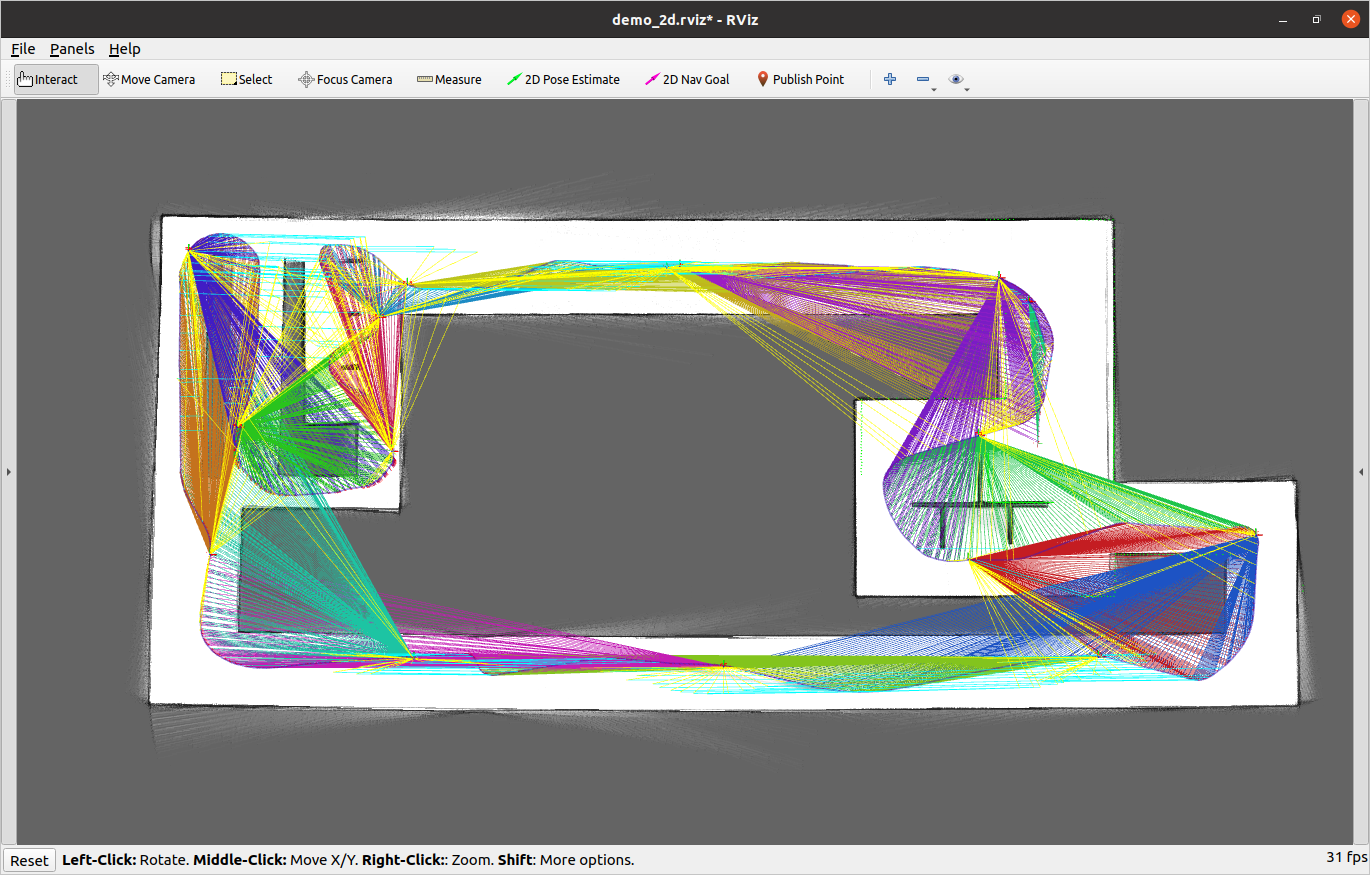 demo_2d.rviz* - RViz
File Panels Help
Interact Move Camera Select Focus Camera Measure 2D Pose Estimate 2D Nav Goal Publish Point
Reset Left-Click: Rotate. Middle-Click: Move X/Y. Right-Click:: Zoom. Shift: More options. 31 fps